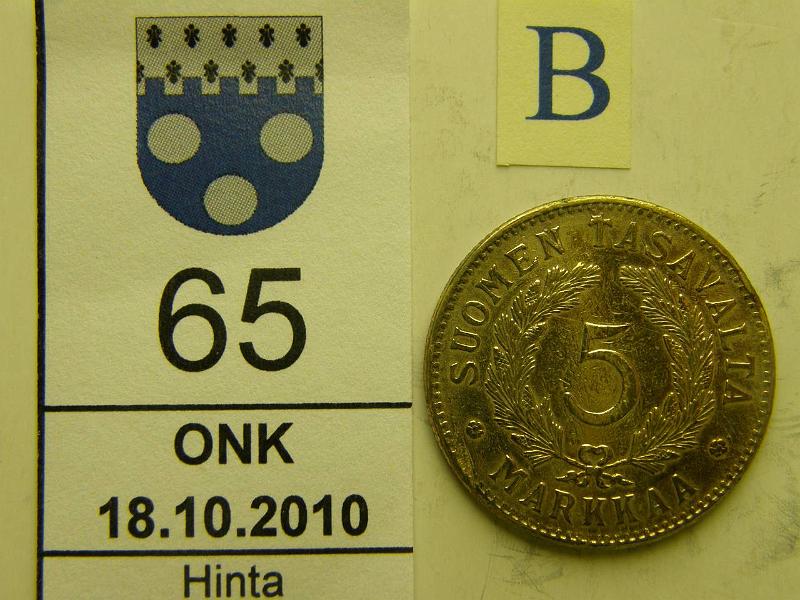 65
ONK
18.10.2010
Hinta
B
SUOMEN TASAVALTA
5
MARKKAA